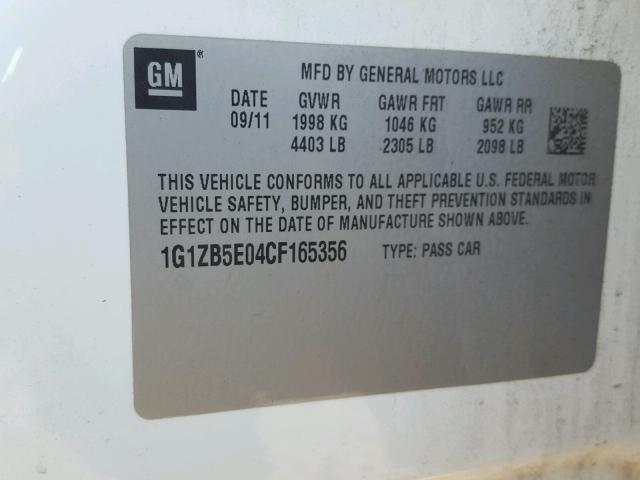 GM ®
MFD BY GENERAL MOTORS LLC
DATE GVWR GAWR FRT GAWR RR
09/11 1998 KG 1046 KG 952 KG
4403 LB 2305 LB 2098 LB
THIS VEHICLE CONFORMS TO ALL APPLICABLE U.S. FEDERAL MOTOR
VEHICLE SAFETY, BUMPER, AND THEFT PREVENTION STANDARDS IN
EFFECT ON THE DATE OF MANUFACTURE SHOWN ABOVE.
1G1ZB5E04CF165356 TYPE: PASS CAR